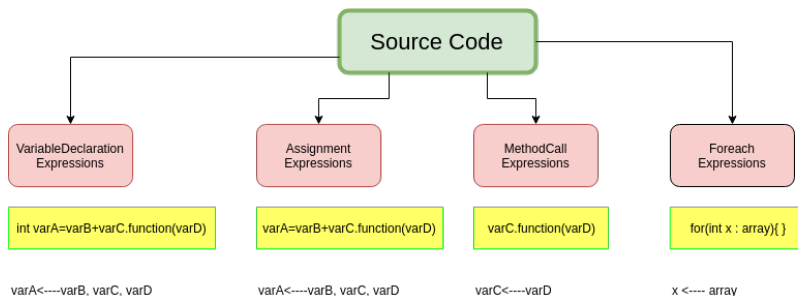 Source Code
VariableDeclaration
Expressions
Assignment
Expressions
MethodCall
Expressions
Foreach
Expressions
int varA=varB+varC.function(varD)
varA=varB+varC.function(varD)
varC.function(varD)
for(int x : array){ }
varA<----varB, varC, varD
varA<----varB, varC, varD
varC<----varD
x <---- array